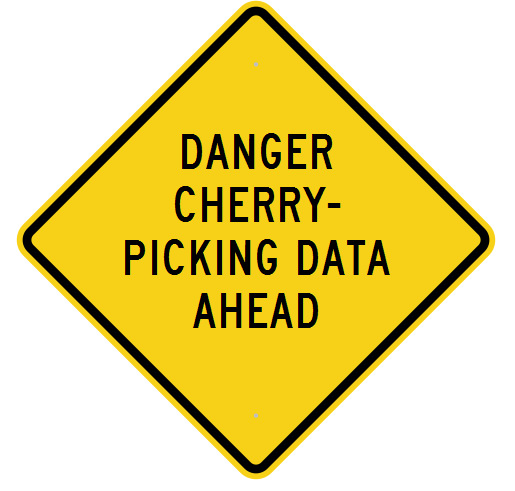 DANGER
CHERRY-
PICKING DATA
AHEAD